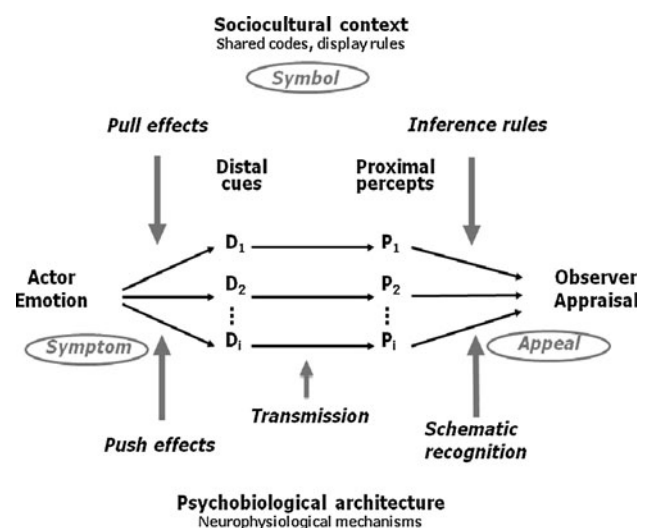 Sociocultural context
Shared codes, display rules
Symbol
Pull effects
Inference rules
Distal
cues
Proximal
percepts
D1
P1
Actor
Emotion
D2
P2
Observer
Appraisal
Symptom
Di
Pi
Appeal
Transmission
Push effects
Schematic
recognition
Psychobiological architecture
Neurophysiological mechanisms